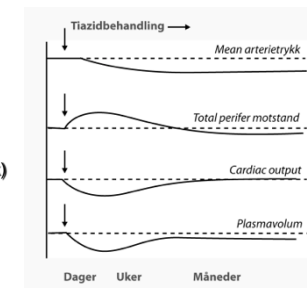 Tiazidbehandling
Mean arterietrykk
Total perifer motstand
)
Cardiac output
Plasmavolum
Dager Uker Måneder